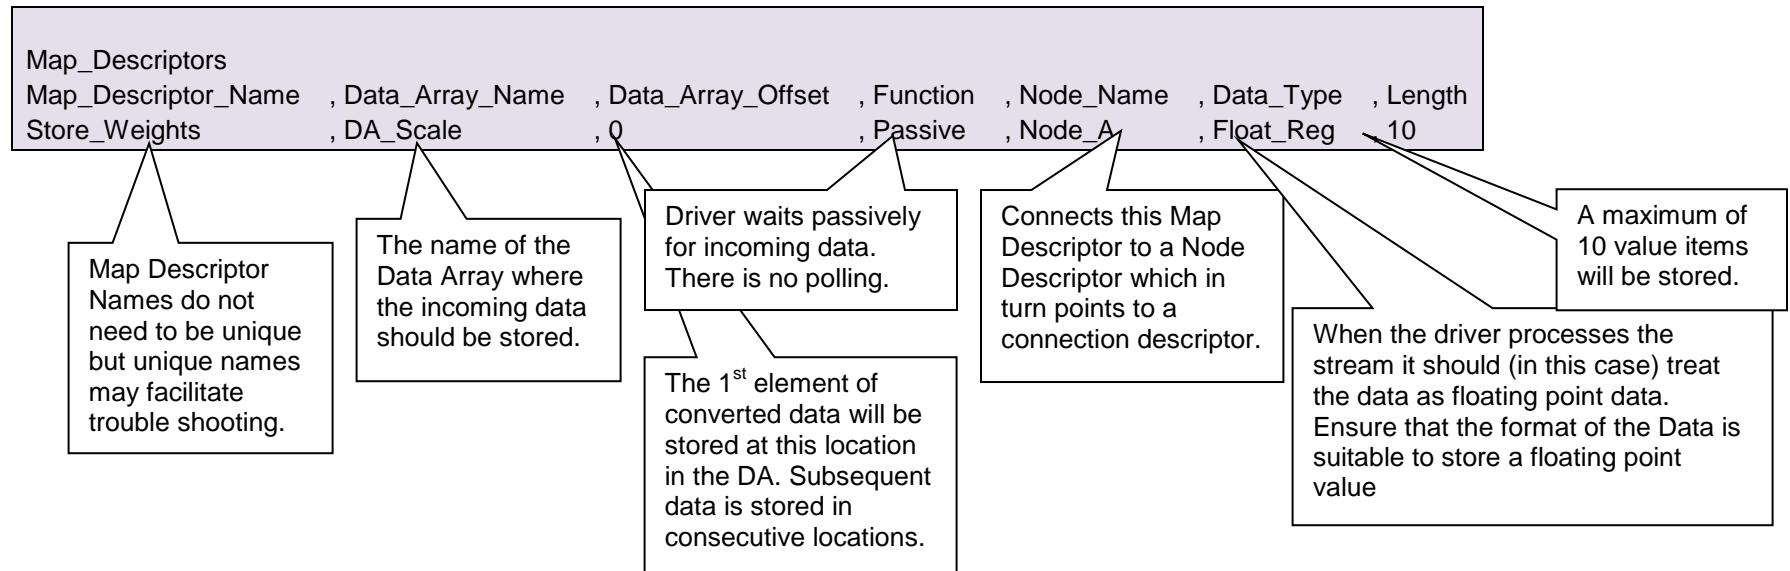 Map_Descriptors
Map_Descriptor_Name , Data_Array_Name , Data_Array_Offset , Function , Node_Name , Data_Type , Length
Store_Weights , DA_Scale , 0 , Passive , Node_A , Float_Reg , 10
Map Descriptor
Names do not
need to be unique
but unique names
may facilitate
trouble shooting.
The name of the
Data Array where
the incoming data
should be stored.
Driver waits passively
for incoming data.
There is no polling.
The 1st element of
converted data will be
stored at this location
in the DA. Subsequent
data is stored in
consecutive locations.
Connects this Map
Descriptor to a Node
Descriptor which in
turn points to a
connection descriptor.
When the driver processes the
stream it should (in this case) treat
the data as floating point data.
Ensure that the format of the Data is
suitable to store a floating point
value
A maximum of
10 value items
will be stored.